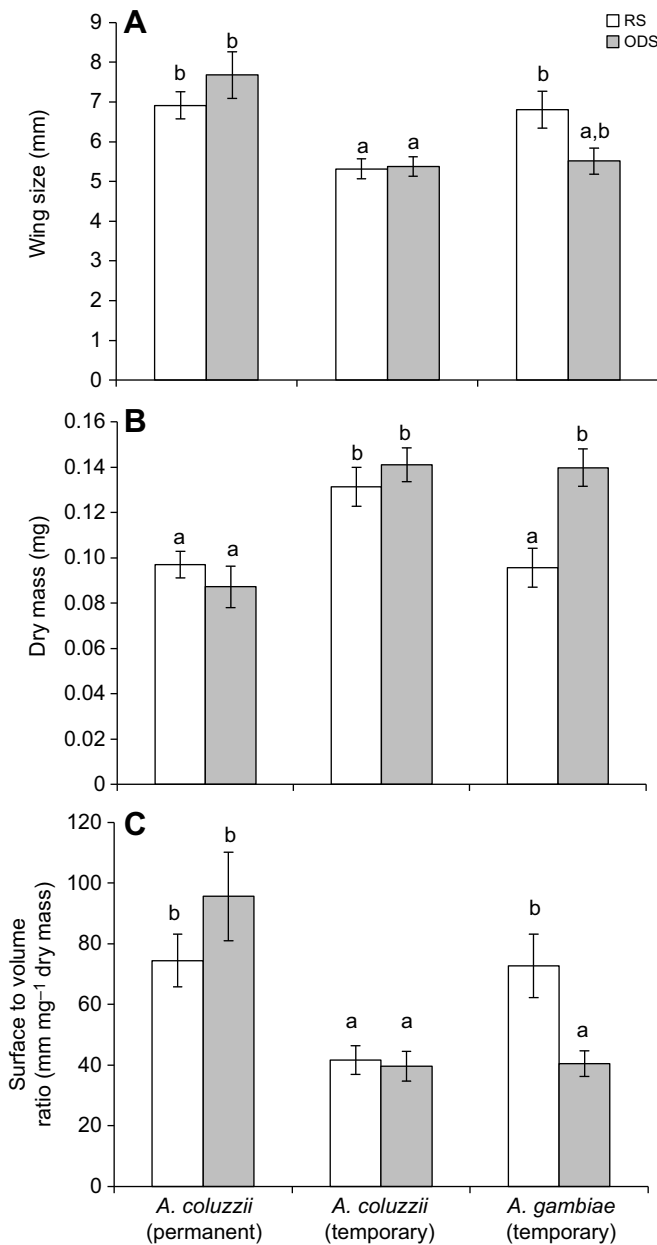 A
RS
ODS
Wing size (mm)
9
8
7
6
5
4
3
2
1
0
b
b
a
a
b
a,b
B
Dry mass (mg)
0.16
0.14
0.12
0.10
0.08
0.06
0.04
0.02
0
a
a
b
b
a
b
C
Surface to volume
ratio (mm mg⁻¹ dry mass)
120
100
80
60
40
20
0
b
b
a
a
b
a
A. coluzzii
(permanent)
A. coluzzii
(temporary)
A. gambiae
(temporary)